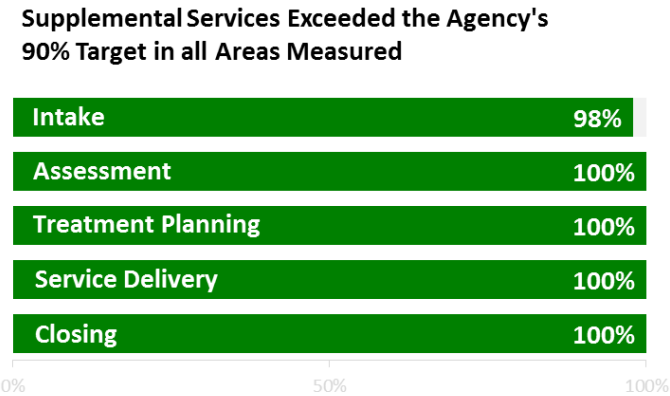 Supplemental Services Exceeded the Agency's
90% Target in all Areas Measured
Intake 98%
Assessment 100%
Treatment Planning 100%
Service Delivery 100%
Closing 100%
0% 50% 100%